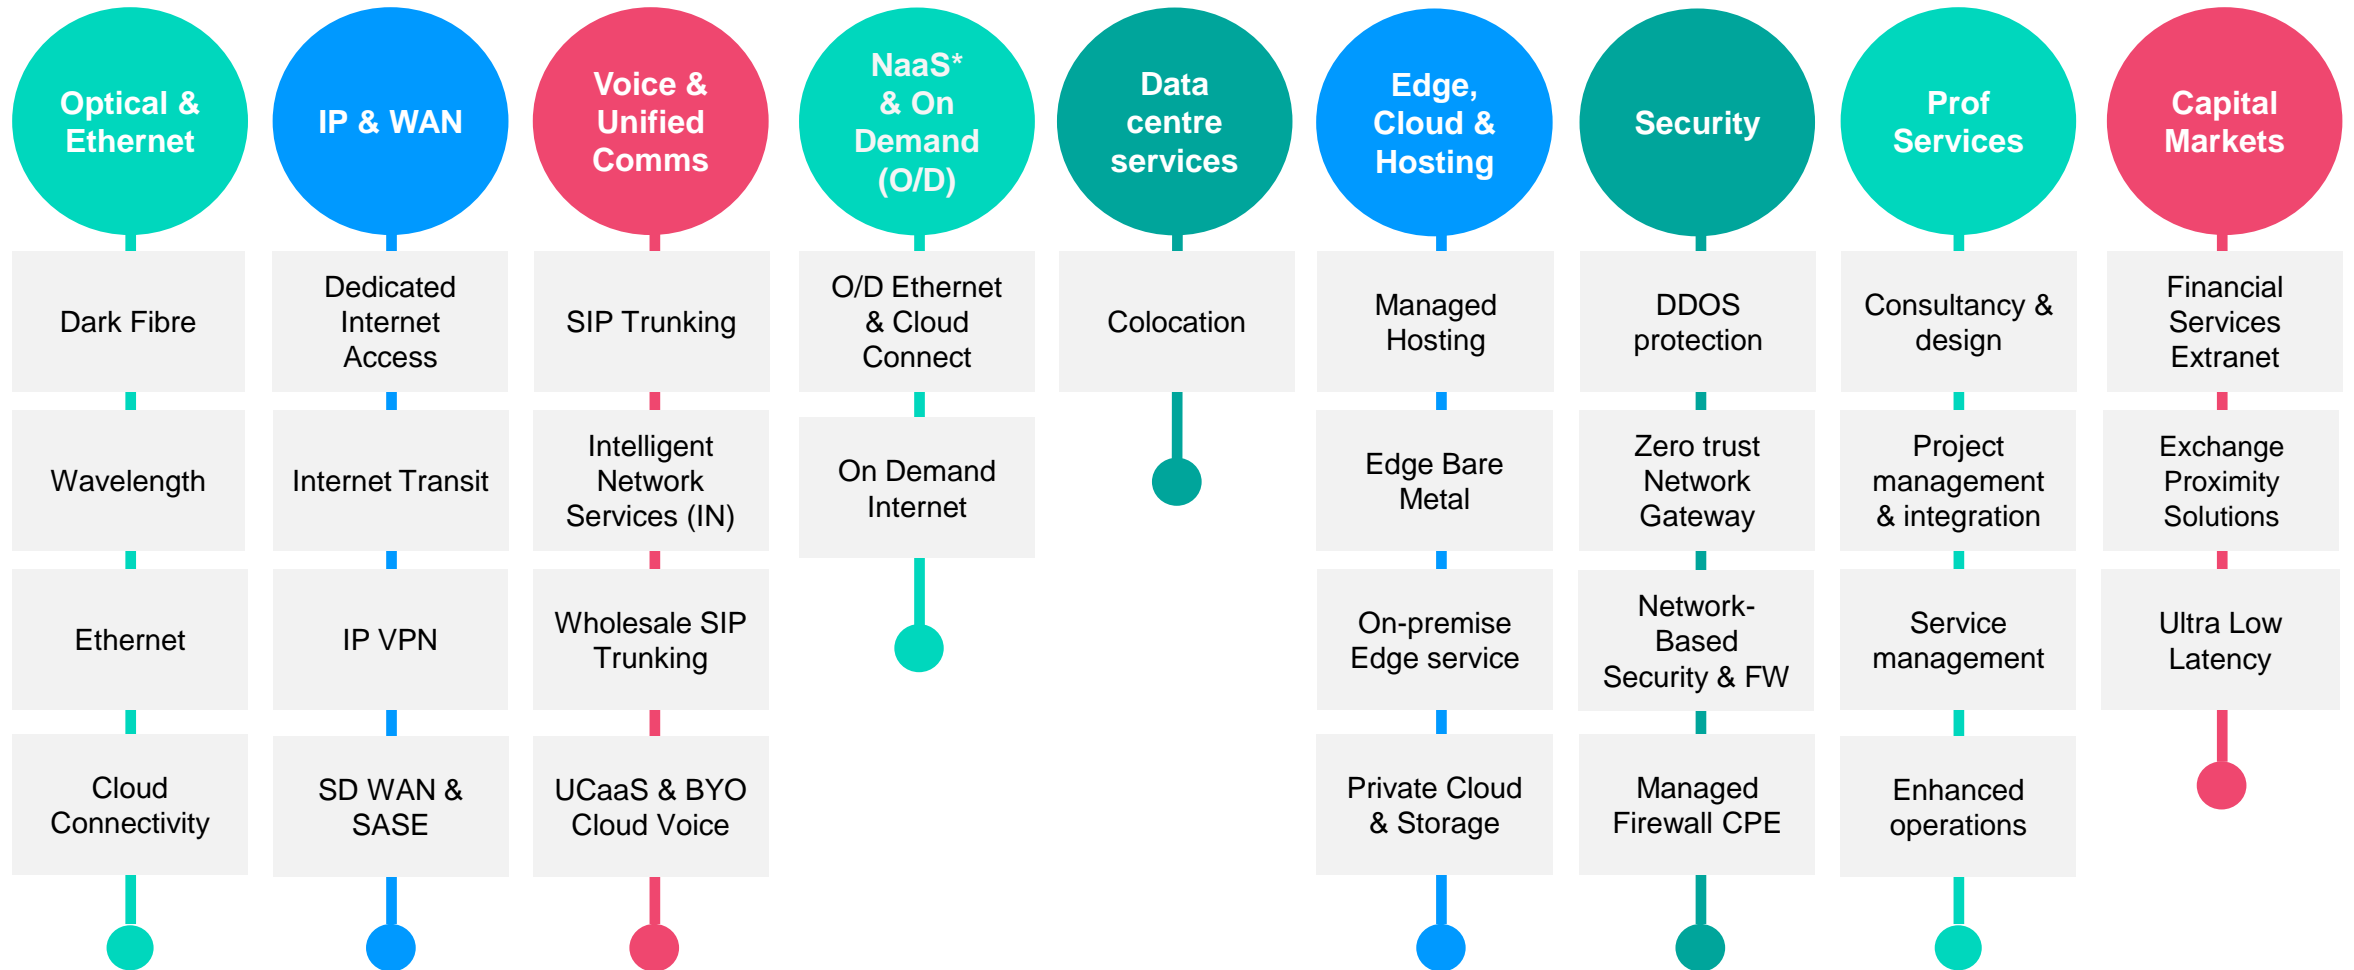 Optical &
Ethernet
Dark Fibre
Wavelength
Ethernet
Cloud
Connectivity
IP & WAN
Dedicated
Internet
Access
Internet Transit
IP VPN
SD WAN &
SASE
Voice &
Unified
Comms
SIP Trunking
Intelligent
Network
Services (IN)
Wholesale SIP
Trunking
UCaaS & BYO
Cloud Voice
NaaS*
& On
Demand
(O/D)
O/D Ethernet
& Cloud
Connect
On Demand
Internet
Data
centre
services
Colocation
Edge,
Cloud &
Hosting
Managed
Hosting
Edge Bare
Metal
On-premise
Edge service
Private Cloud
& Storage
Security
DDOS
protection
Zero trust
Network
Gateway
Network-
Based
Security & FW
Managed
Firewall CPE
Prof
Services
Consultancy &
design
Project
management
& integration
Service
management
Enhanced
operations
Capital
Markets
Financial
Services
Extranet
Exchange
Proximity
Solutions
Ultra Low
Latency